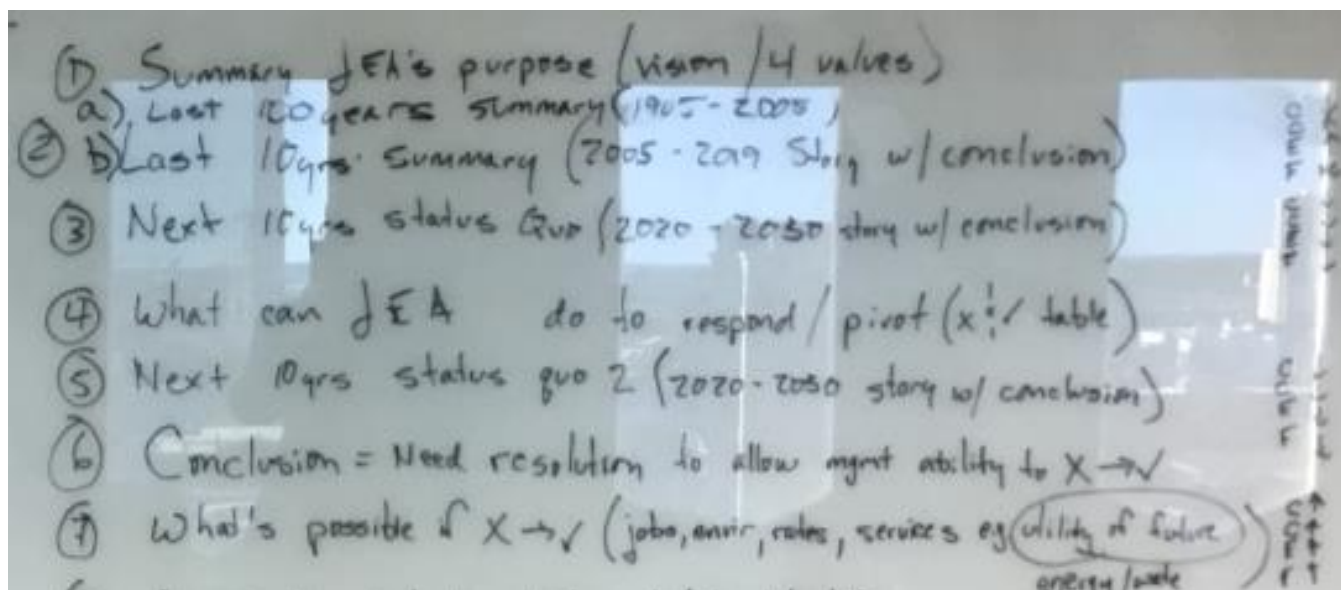 ① Summary JEA's purpose (vision / 4 values)
a) Last 120 years summary (1905 - 2005)
② b) Last 10yrs summary (2005 - 2019 Story w/ conclusion)
③ Next 10yrs status Quo (2020 - 2030 story w/ conclusion)
④ What can JEA do to respond / pivot (x ¦ ✓ table)
⑤ Next 10yrs status quo 2 (2020 - 2030 story w/ conclusion)
⑥ Conclusion = Need resolution to allow mgmt ability to X → ✓
⑦ What's possible if X → ✓ (jobs, envir, rates, services eg utility of future)
energy /